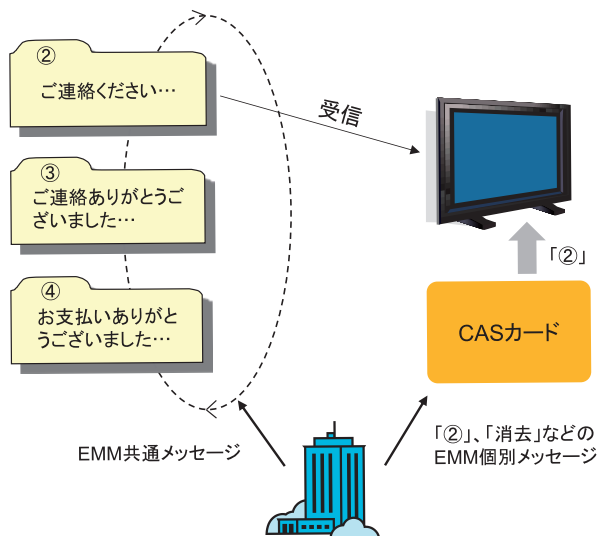 ②
ご連絡ください…
③
ご連絡ありがとうご
ざいました…
④
お支払いありがと
うございました…
受信
「②」
CASカード
EMM共通メッセージ
「②」、「消去」などの
EMM個別メッセージ